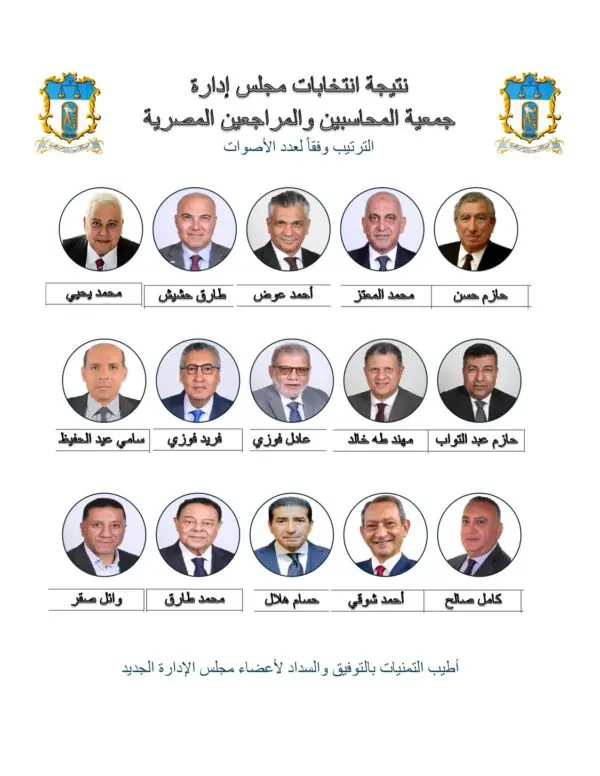 نتيجة انتخابات مجلس إدارة
جمعية المحاسبين والمراجعين المصرية
الترتيب وفقاً لعدد الأصوات
حازم حسن
محمد المعتز
أحمد عوض
طارق حشيش
محمد يحيي
حازم عبد التواب
مهند طه خالد
عادل فوزي
فريد فوزي
سامي عبد الحفيظ
كامل صالح
أحمد شوقي
حسام هلال
محمد طارق
وائل صقر
أطيب التمنيات بالتوفيق والسداد لأعضاء مجلس الإدارة الجديد